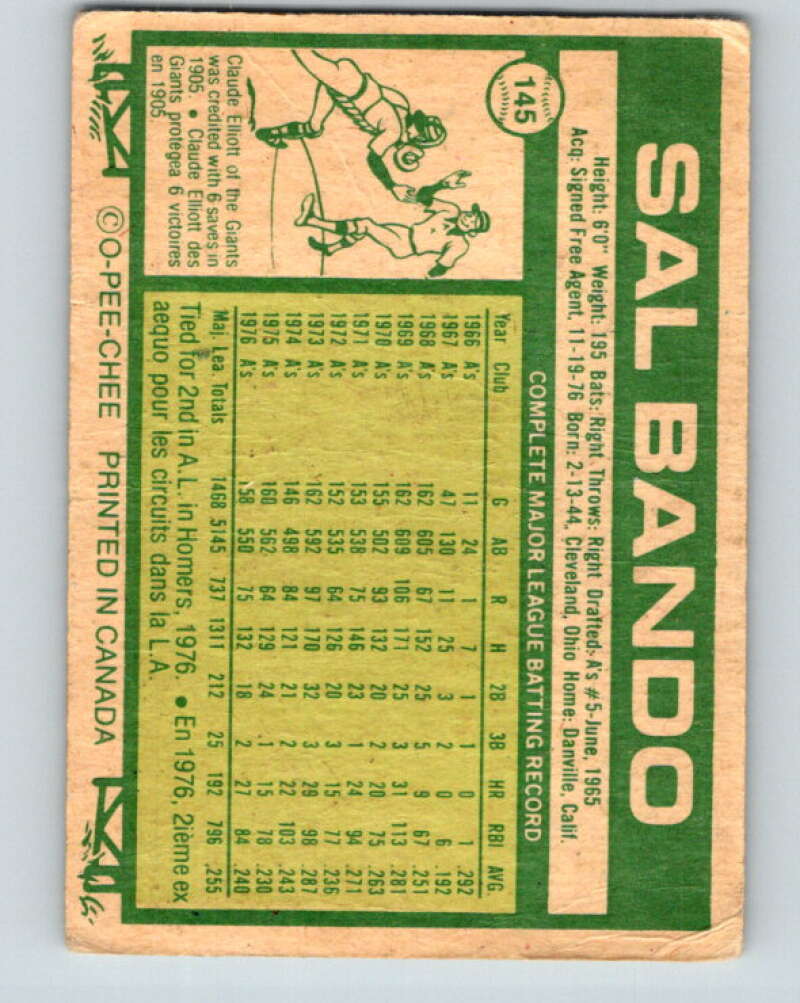 145
SAL BANDO
Height: 6'0" Weight: 195 Bats: Right Throws: Right Drafted: A's #5-June, 1965
Acq: Signed Free Agent, 11-19-76 Born: 2-13-44, Cleveland, Ohio Home: Danville, Calif.
COMPLETE MAJOR LEAGUE BATTING RECORD
Year Club G AB R H 2B 3B HR RBI AVG.
1966 A's 11 24 1 7 1 1 0 1 .292
1967 A's 47 130 11 25 3 2 0 6 .192
1968 A's 162 605 67 152 25 5 9 67 .251
1969 A's 162 609 106 171 25 3 31 113 .281
1970 A's 155 502 93 132 20 2 20 75 .263
1971 A's 153 538 75 146 23 1 24 94 .271
1972 A's 152 535 64 126 20 3 15 77 .236
1973 A's 162 592 97 170 32 3 29 98 .287
1974 A's 146 498 84 121 21 2 22 103 .243
1975 A's 160 562 64 129 24 1 15 78 .230
1976 A's 58 550 75 132 18 2 27 84 .240
Maj. Lea. Totals 1468 5145 737 1311 212 25 192 796 .255
Tied for 2nd in A.L. in Homers, 1976. • En 1976, 2ième ex
aequo pour les circuits dans la L.A.
Claude Elliott of the Giants
was credited with 6 saves in
1905. • Claude Elliott des
Giants protegea 6 victoires
en 1905.
© O-PEE-CHEE PRINTED IN CANADA